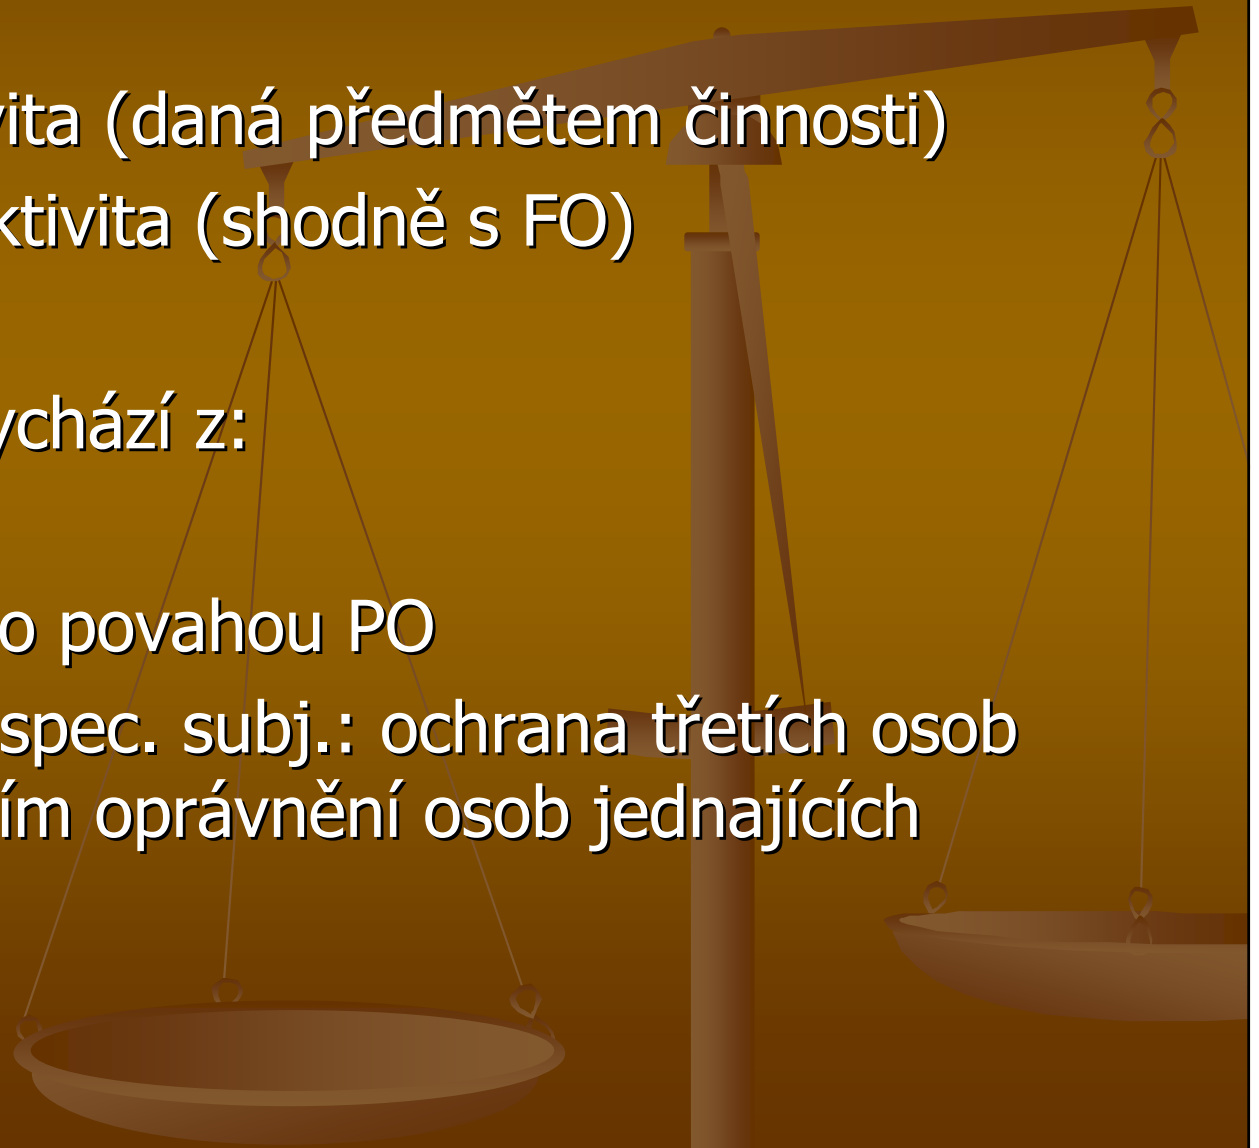 vita (daná předmětem činnosti)
ktivita (shodně s FO)
ychází z:
o povahou PO
spec. subj.: ochrana třetích osob
ím oprávnění osob jednajících